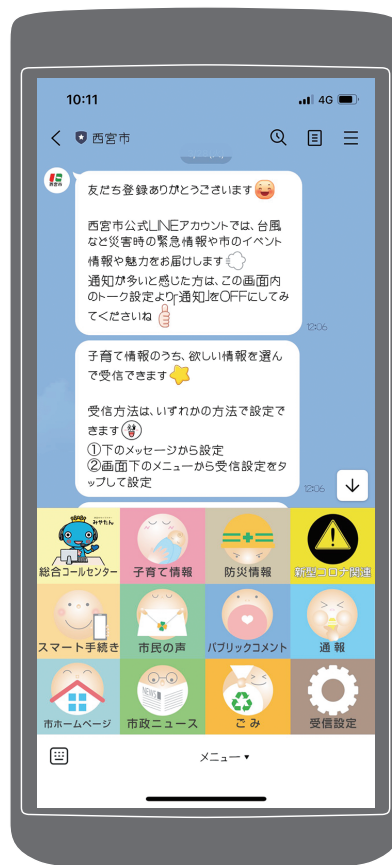 10:11
4G
西宮市
西宮市
友だち登録ありがとうございます
西宮市公式LINEアカウントでは、台風
など災害時の緊急情報や市のイベント
情報や魅力をお届けします
通知が多いと感じた方は、この画面内
のトーク設定より「通知」をOFFにしてみ
てくださいね
12:06
子育て情報のうち、欲しい情報を選ん
で受信できます
受信方法は、いずれかの方法で設定で
きます
①下のメッセージから設定
②画面下のメニューから受信設定をタ
ップして設定
12:06
みやたん
総合コールセンター
子育て情報
防災情報
新型コロナ関連
スマート手続き
市民の声
パブリックコメント
通報
NEWS
市ホームページ
市政ニュース
ごみ
受信設定
メニュー▼